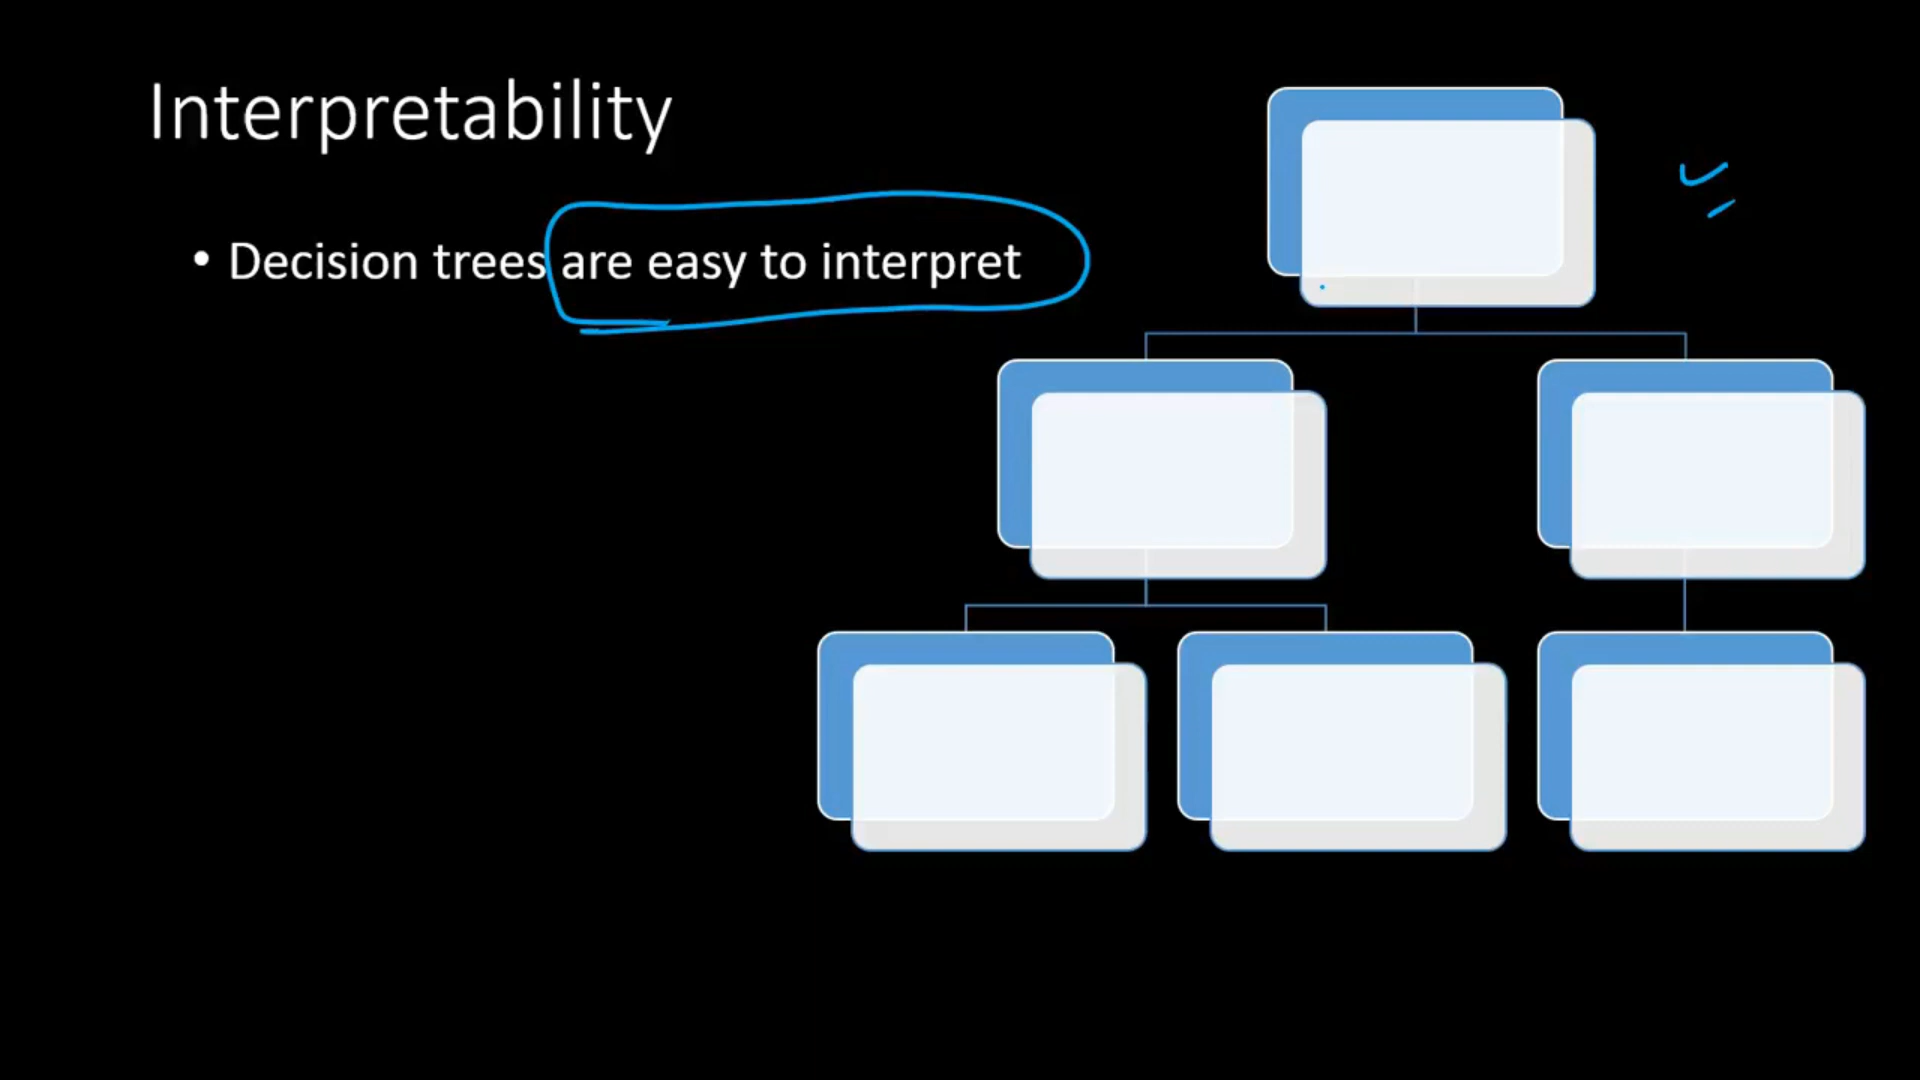 Interpretability
• Decision trees are easy to interpret